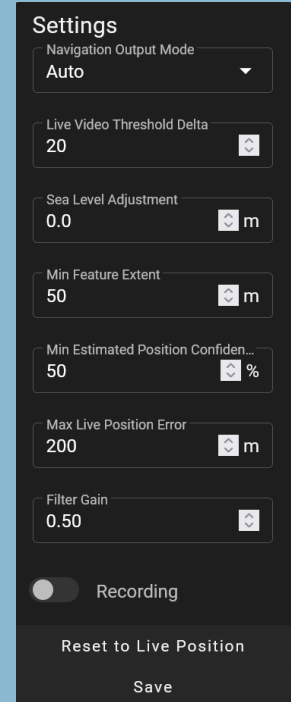 Settings
Navigation Output Mode
Auto
Live Video Threshold Delta
20
Sea Level Adjustment
0.0 m
Min Feature Extent
50 m
Min Estimated Position Confiden...
50 %
Max Live Position Error
200 m
Filter Gain
0.50
Recording
Reset to Live Position
Save